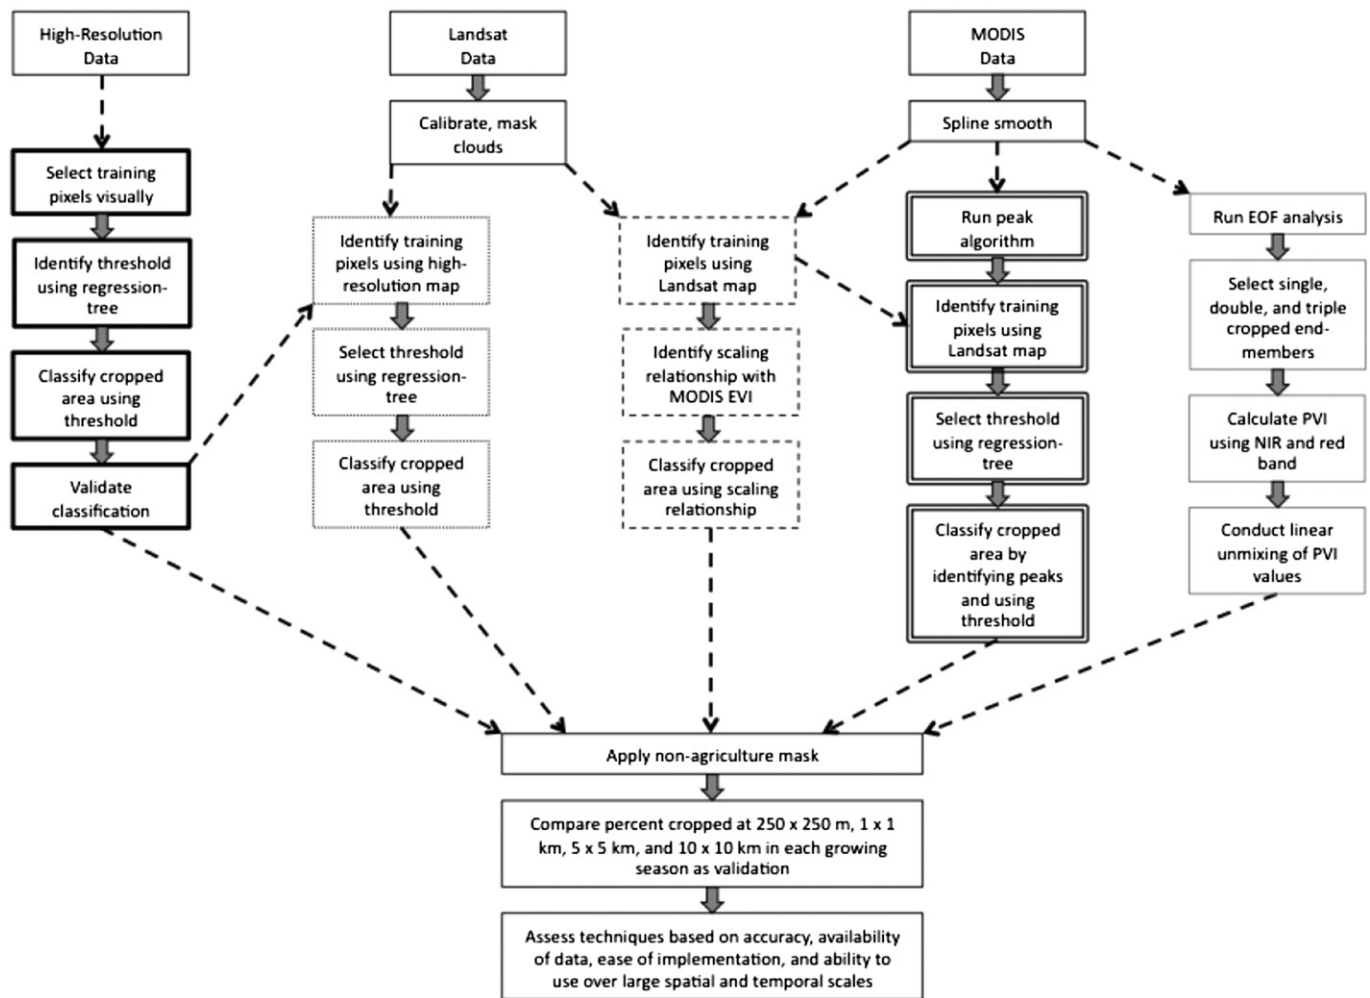 High-Resolution
Data
Landsat
Data
MODIS
Data
Calibrate, mask
clouds
Spline smooth
Select training
pixels visually
Identify threshold
using regression-
tree
Classify cropped
area using
threshold
Validate
classification
Identify training
pixels using high-
resolution map
Select threshold
using regression-
tree
Classify cropped
area using
threshold
Identify training
pixels using
Landsat map
Identify scaling
relationship with
MODIS EVI
Classify cropped
area using scaling
relationship
Run peak
algorithm
Identify training
pixels using
Landsat map
Select threshold
using regression-
tree
Classify cropped
area by
identifying peaks
and using
threshold
Run EOF analysis
Select single,
double, and triple
cropped end-
members
Calculate PVI
using NIR and red
band
Conduct linear
unmixing of PVI
values
Apply non-agriculture mask
Compare percent cropped at 250 x 250 m, 1 x 1
km, 5 x 5 km, and 10 x 10 km in each growing
season as validation
Assess techniques based on accuracy, availability
of data, ease of implementation, and ability to
use over large spatial and temporal scales